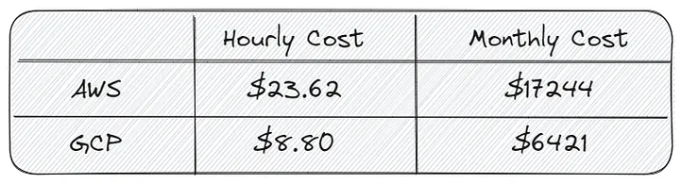 Hourly Cost Monthly Cost
AWS $23.62 $17244
GCP $8.80 $6421